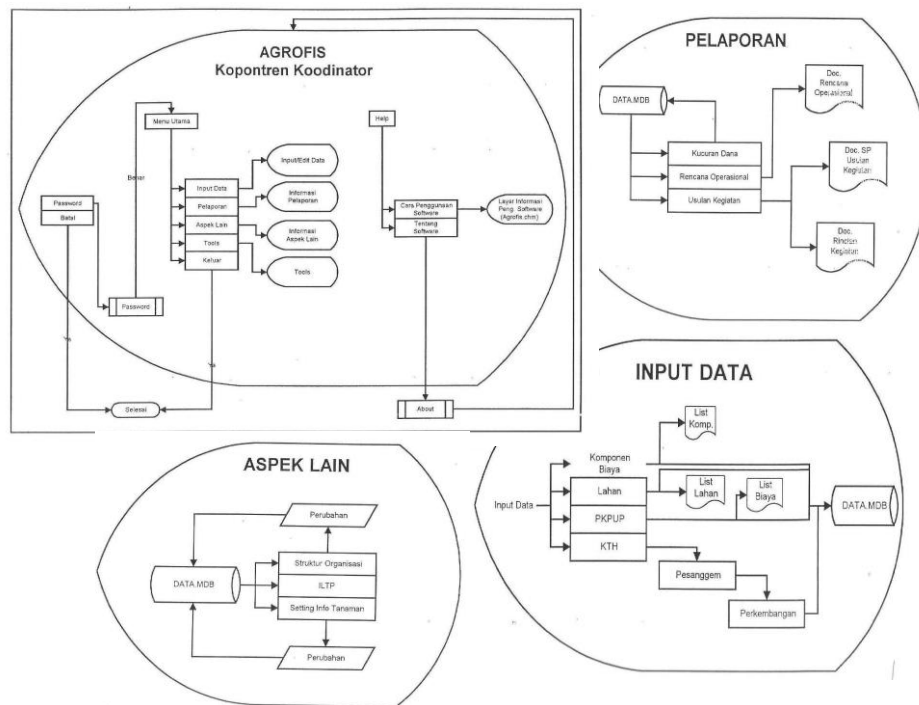 AGROFIS
Kopontren Koodinator
Menu Utama
Help
Input Data
Pelaporan
Aspek Lain
Tools
Keluar
Input/Edit Data
Informasi
Pelaporan
Informasi
Aspek Lain
Tools
Password
Batal
Password
Selesai
Cara Penggunaan
Software
Tentang
Software
Layar Informasi
Peng. Software
(Agrofis.chm)
About
PELAPORAN
DATA.MDB
Kucuran Dana
Rencana Operasional
Usulan Kegiatan
Doc.
Rencana
Operasional
Doc. SP
Usulan
Kegiatan
Doc.
Rincian
Kegiatan
ASPEK LAIN
Perubahan
DATA.MDB
Struktur Organisasi
ILTP
Setting Info Tanaman
Perubahan
INPUT DATA
Input Data
Komponen
Biaya
Lahan
PKPUP
KTH
List
Komp.
List
Lahan
List
Biaya
DATA.MDB
Pesanggem
Perkembangan